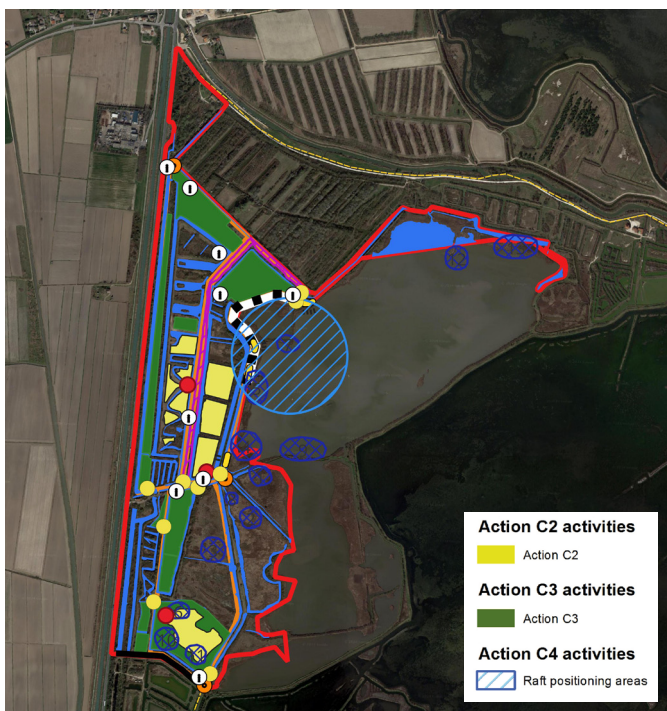 Action C2 activities
Action C2
Action C3 activities
Action C3
Action C4 activities
Raft positioning areas